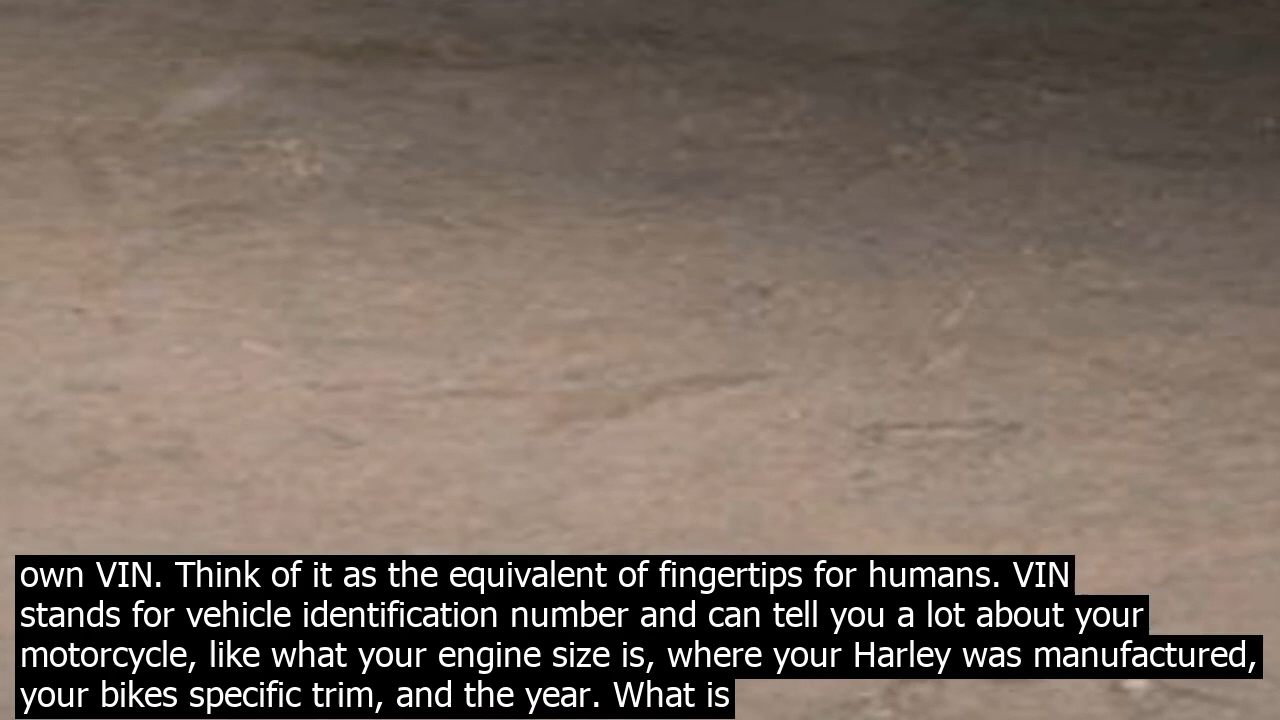 own VIN. Think of it as the equivalent of fingertips for humans. VIN
stands for vehicle identification number and can tell you a lot about your
motorcycle, like what your engine size is, where your Harley was manufactured,
your bikes specific trim, and the year. What is